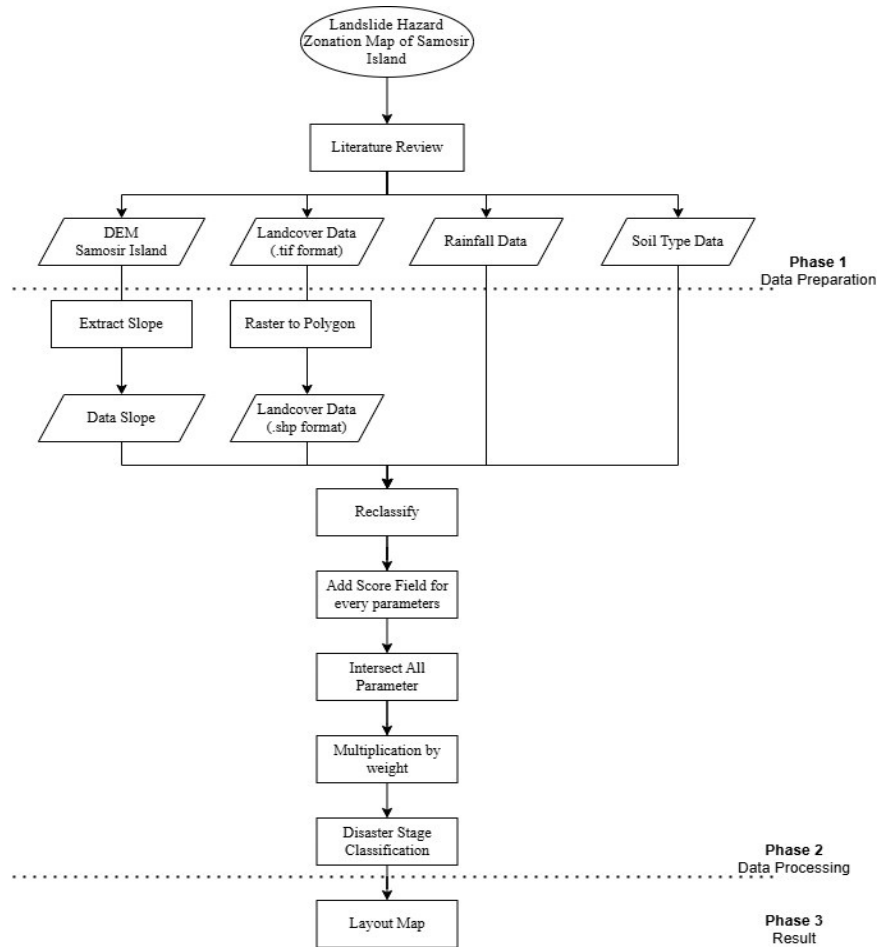 Landslide Hazard
Zonation Map of Samosir
Island
Literature Review
DEM
Samosir Island
Landcover Data
(.tif format)
Rainfall Data
Soil Type Data
Phase 1
Data Preparation
Extract Slope
Raster to Polygon
Data Slope
Landcover Data
(.shp format)
Reclassify
Add Score Field for
every parameters
Intersect All
Parameter
Multiplication by
weight
Disaster Stage
Classification
Phase 2
Data Processing
Layout Map
Phase 3
Result